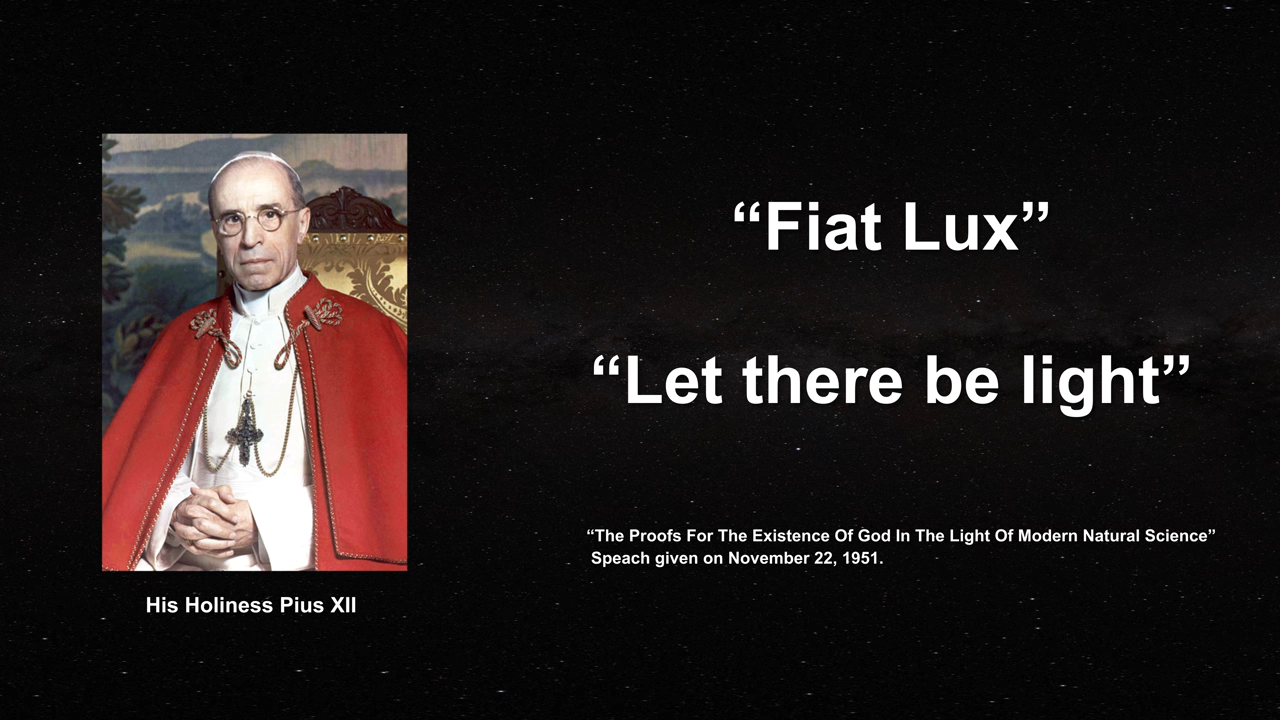 “Fiat Lux”
“Let there be light”
“The Proofs For The Existence Of God In The Light Of Modern Natural Science”
Speach given on November 22, 1951.
His Holiness Pius XII